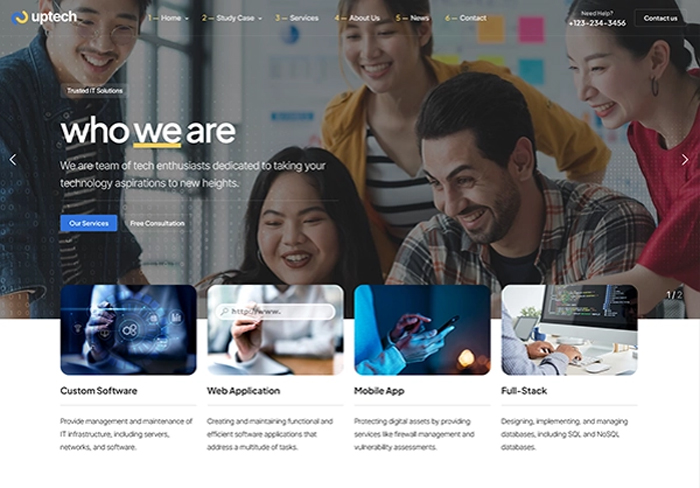 uptech
1 — Home
2 — Study Case
3 — Services
4 — About Us
5 — News
6 — Contact
Need Help?
+123-234-3456
Contact us
Trusted IT Solutions
who we are
We are team of tech enthusiasts dedicated to taking your
technology aspirations to new heights.
Our Services
Free Consultation
1/2
http://www.
Custom Software
Provide management and maintenance of
IT infrastructure, including servers,
networks, and software.
Web Application
Creating and maintaining functional and
efficient software applications that
address a multitude of tasks.
Mobile App
Protecting digital assets by providing
services like firewall management and
vulnerability assessments.
Full-Stack
Designing, implementing, and managing
databases, including SQL and NoSQL
databases.